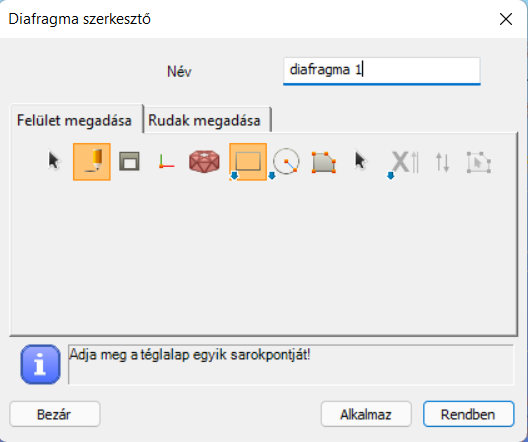 Diafragma szerkesztő
Név
diafragma 1
Felület megadása
Rudak megadása
Adja meg a téglalap egyik sarokpontját!
Bezár
Alkalmaz
Rendben